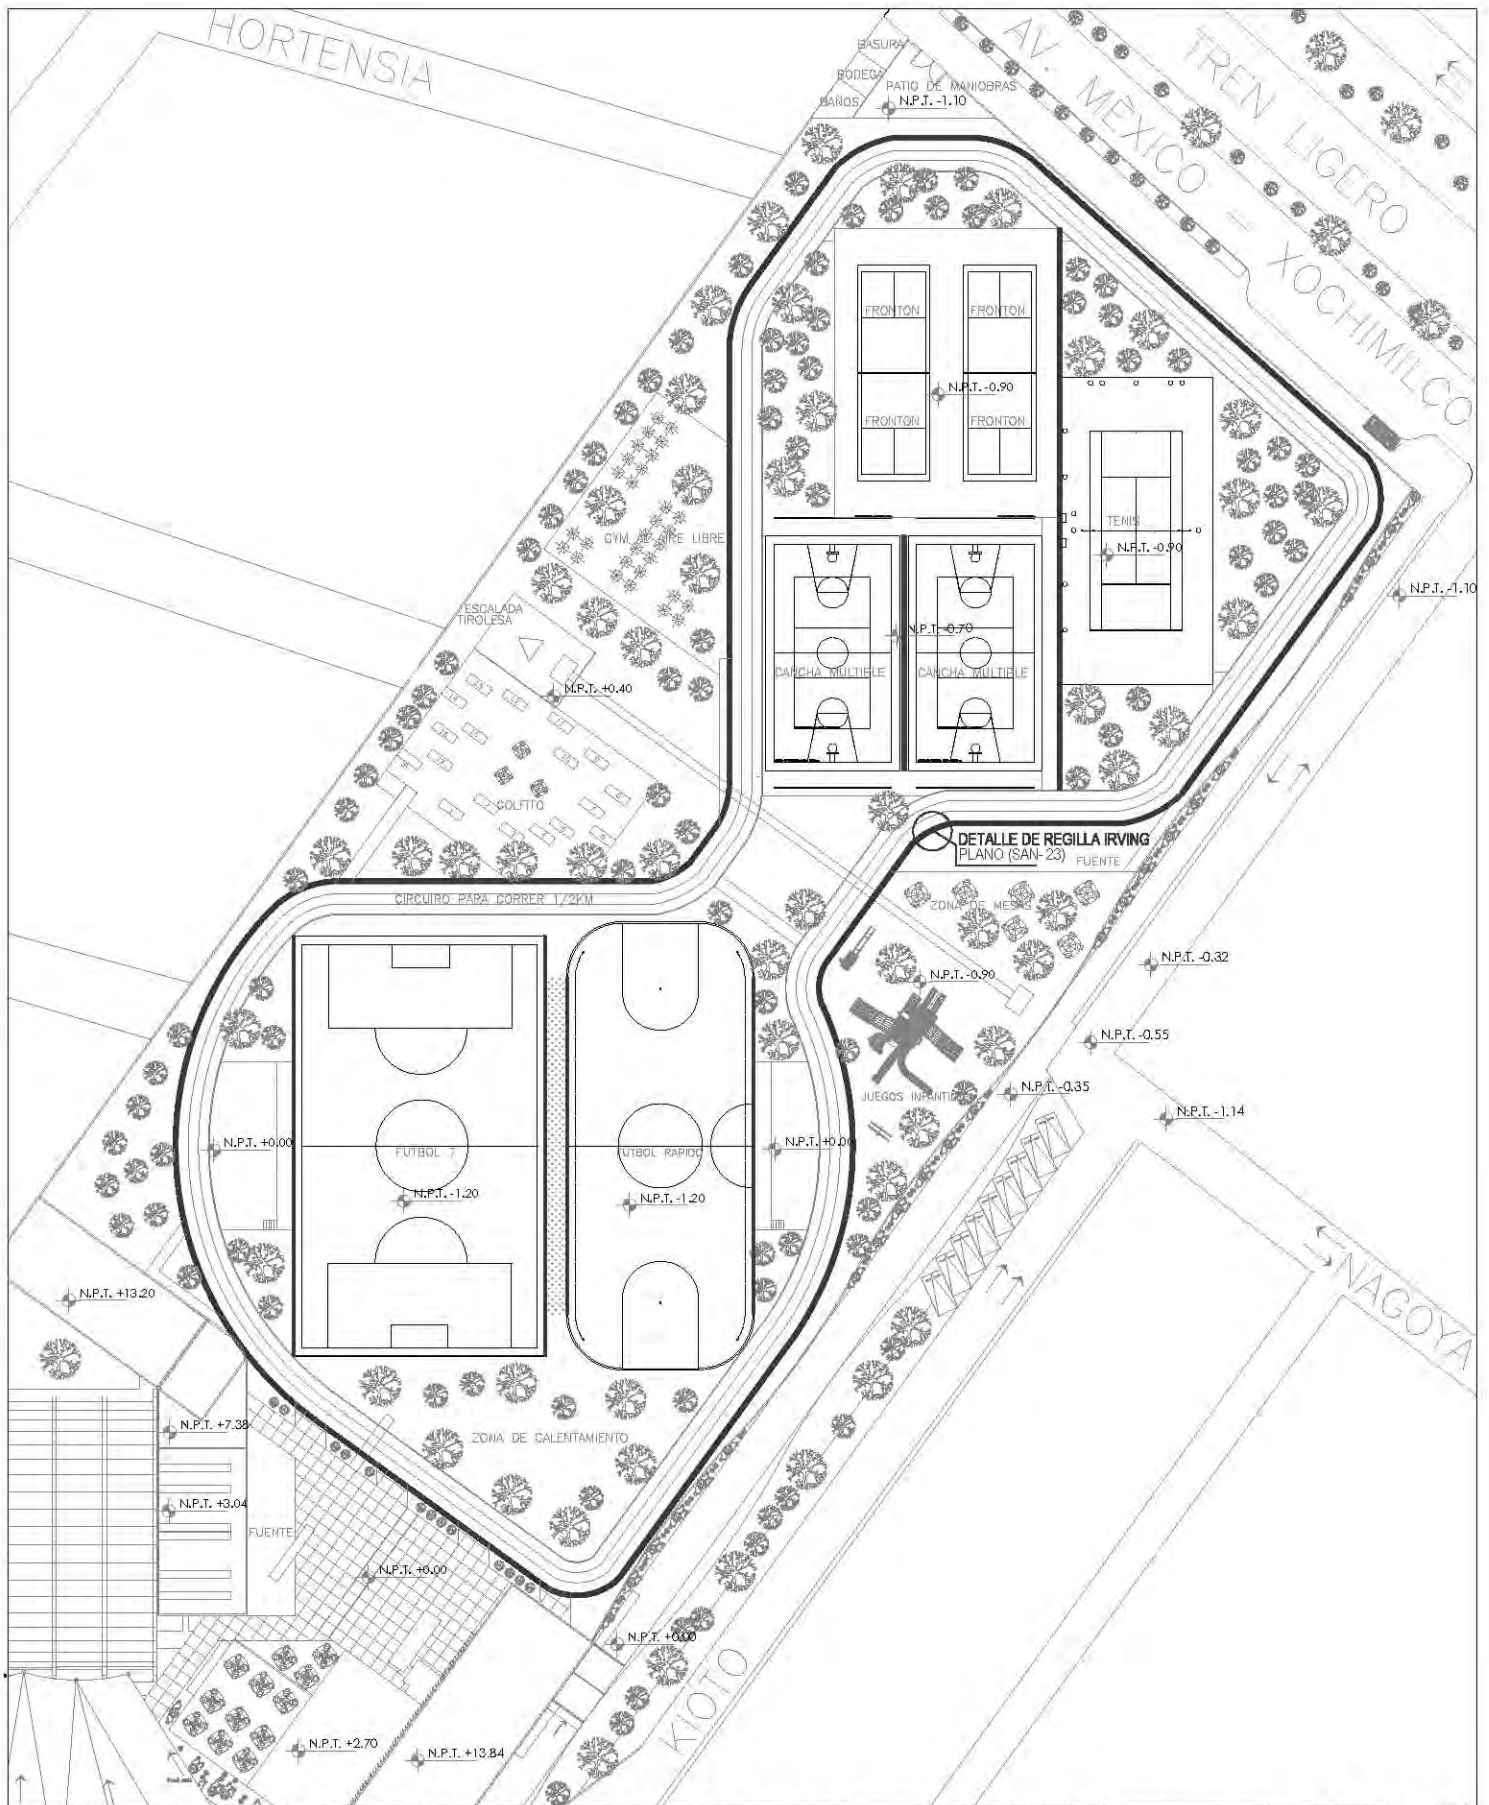 HORTENSIA
AV. MÈXICO - XOCHIMILCO
TREN LIGERO
BASURA
BODEGA
BAÑOS
PATIO DE MANIOBRAS
N.P.T. -1.10
FRONTON
FRONTON
N.P.T. -0.90
FRONTON
FRONTON
TENIS
N.P.T. -0.90
GYM AL AIRE LIBRE
N.P.T. -1.10
ESCALADA
TIROLESA
N.P.T. -0.70
CANCHA MULTIPLE
CANCHA MULTIPLE
N.P.T. +0.40
GOLFITO
DETALLE DE REGILLA IRVING
PLANO (SAN-23)
FUENTE
CIRCUIRO PARA CORRER 1/2KM
ZONA DE MESAS
N.P.T. -0.32
N.P.T. -0.90
N.P.T. -0.55
N.P.T. -0.35
JUEGOS INFANTILES
N.P.T. -1.14
N.P.T. +0.00
FUTBOL 7
FUTBOL RAPIDO
N.P.T. +0.00
N.P.T. -1.20
N.P.T. -1.20
NAGOYA
N.P.T. +13.20
N.P.T. +7.38
ZONA DE CALENTAMIENTO
N.P.T. +3.04
FUENTE
N.P.T. +0.00
N.P.T. +0.00
KIOTO
N.P.T. +2.70
N.P.T. +13.84